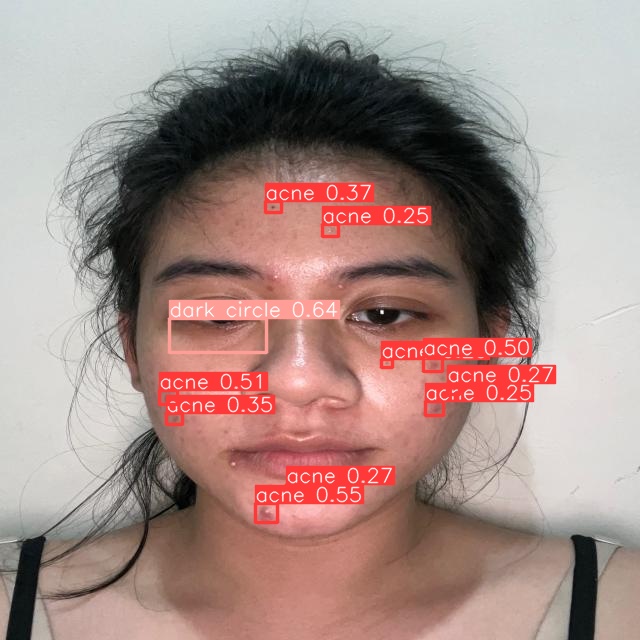 acne 0.37
acne 0.25
dark circle 0.64
acne 0.50
acne 0.27
acne 0.51
acne 0.25
acne 0.35
acne 0.27
acne 0.55